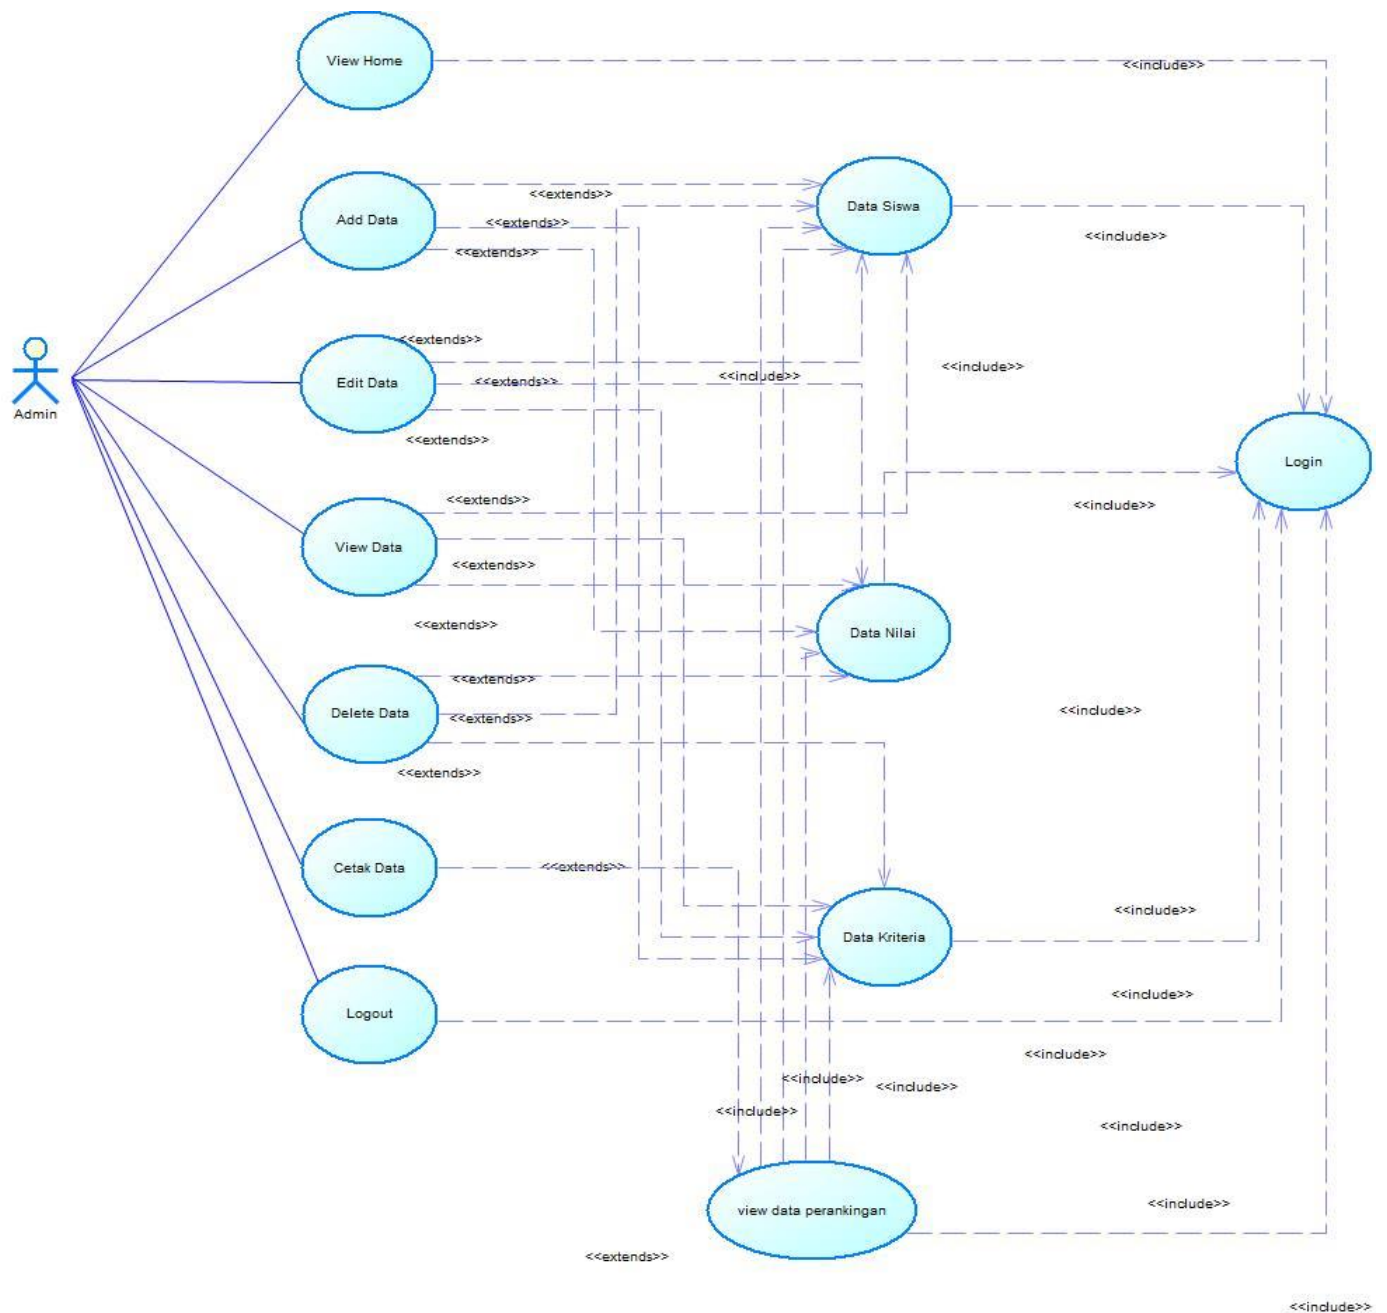 View Home
<<include>>
<<extends>>
Data Siswa
Add Data
<<extends>>
<<include>>
<<extends>>
<<extends>>
<<include>>
<<include>>
Edit Data
<<extends>>
Admin
<<extends>>
Login
<<extends>>
<<include>>
View Data
<<extends>>
<<extends>>
Data Nilai
<<extends>>
<<include>>
Delete Data
<<extends>>
<<extends>>
Cetak Data
<<extends>>
<<include>>
Data Kriteria
<<include>>
Logout
<<include>>
<<include>>
<<include>>
<<include>>
<<include>>
<<include>>
view data perankingan
<<extends>>
<<include>>